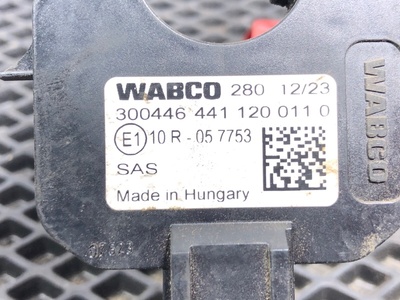 WABCO 280 12/23
300446 441 120 011 0
E1 10 R - 05 7753
SAS
Made in Hungary
WABCO